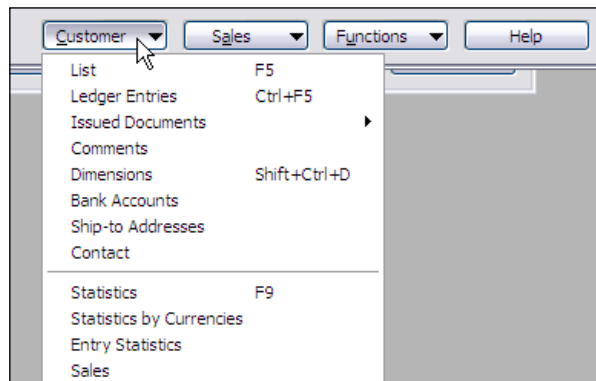 Customer Sales Functions Help
List F5
Ledger Entries Ctrl+F5
Issued Documents
Comments
Dimensions Shift+Ctrl+D
Bank Accounts
Ship-to Addresses
Contact
Statistics F9
Statistics by Currencies
Entry Statistics
Sales